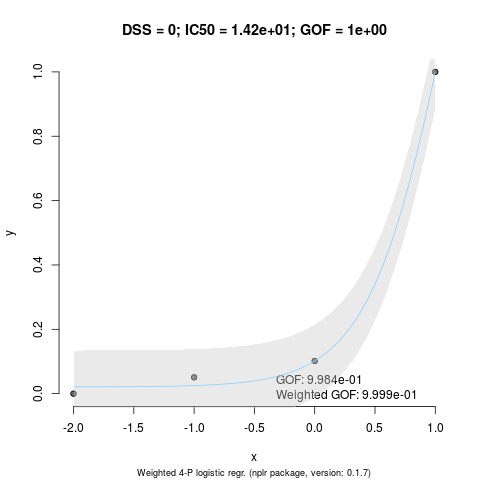 DSS = 0; IC50 = 1.42e+01; GOF = 1e+00
y
1.0
0.8
0.6
0.4
0.2
0.0
GOF: 9.984e-01
Weighted GOF: 9.999e-01
-2.0 -1.5 -1.0 -0.5 0.0 0.5 1.0
x
Weighted 4-P logistic regr. (nplr package, version: 0.1.7)